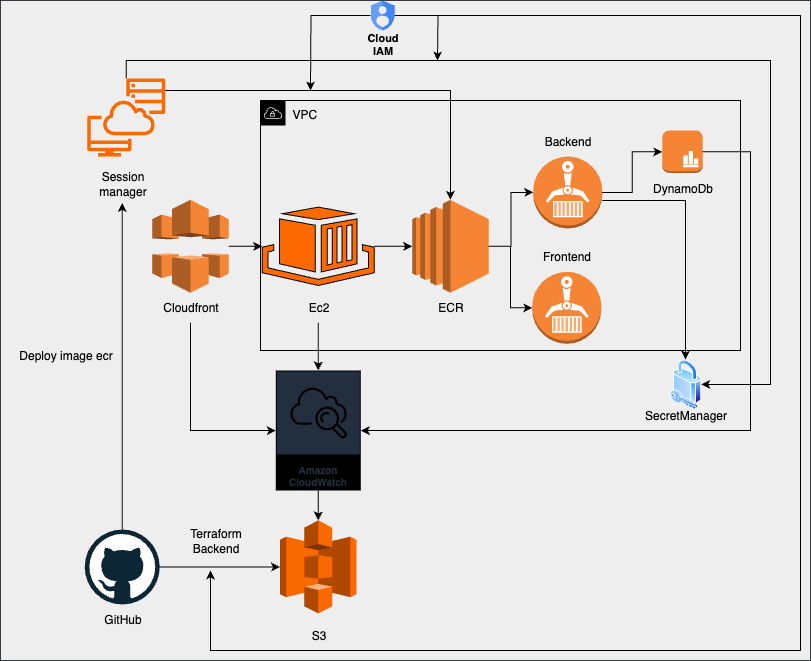 Cloud
IAM
VPC
Backend
Session
manager
DynamoDb
Frontend
Cloudfront
Ec2
ECR
Deploy image ecr
SecretManager
Amazon
CloudWatch
Terraform
Backend
GitHub
S3